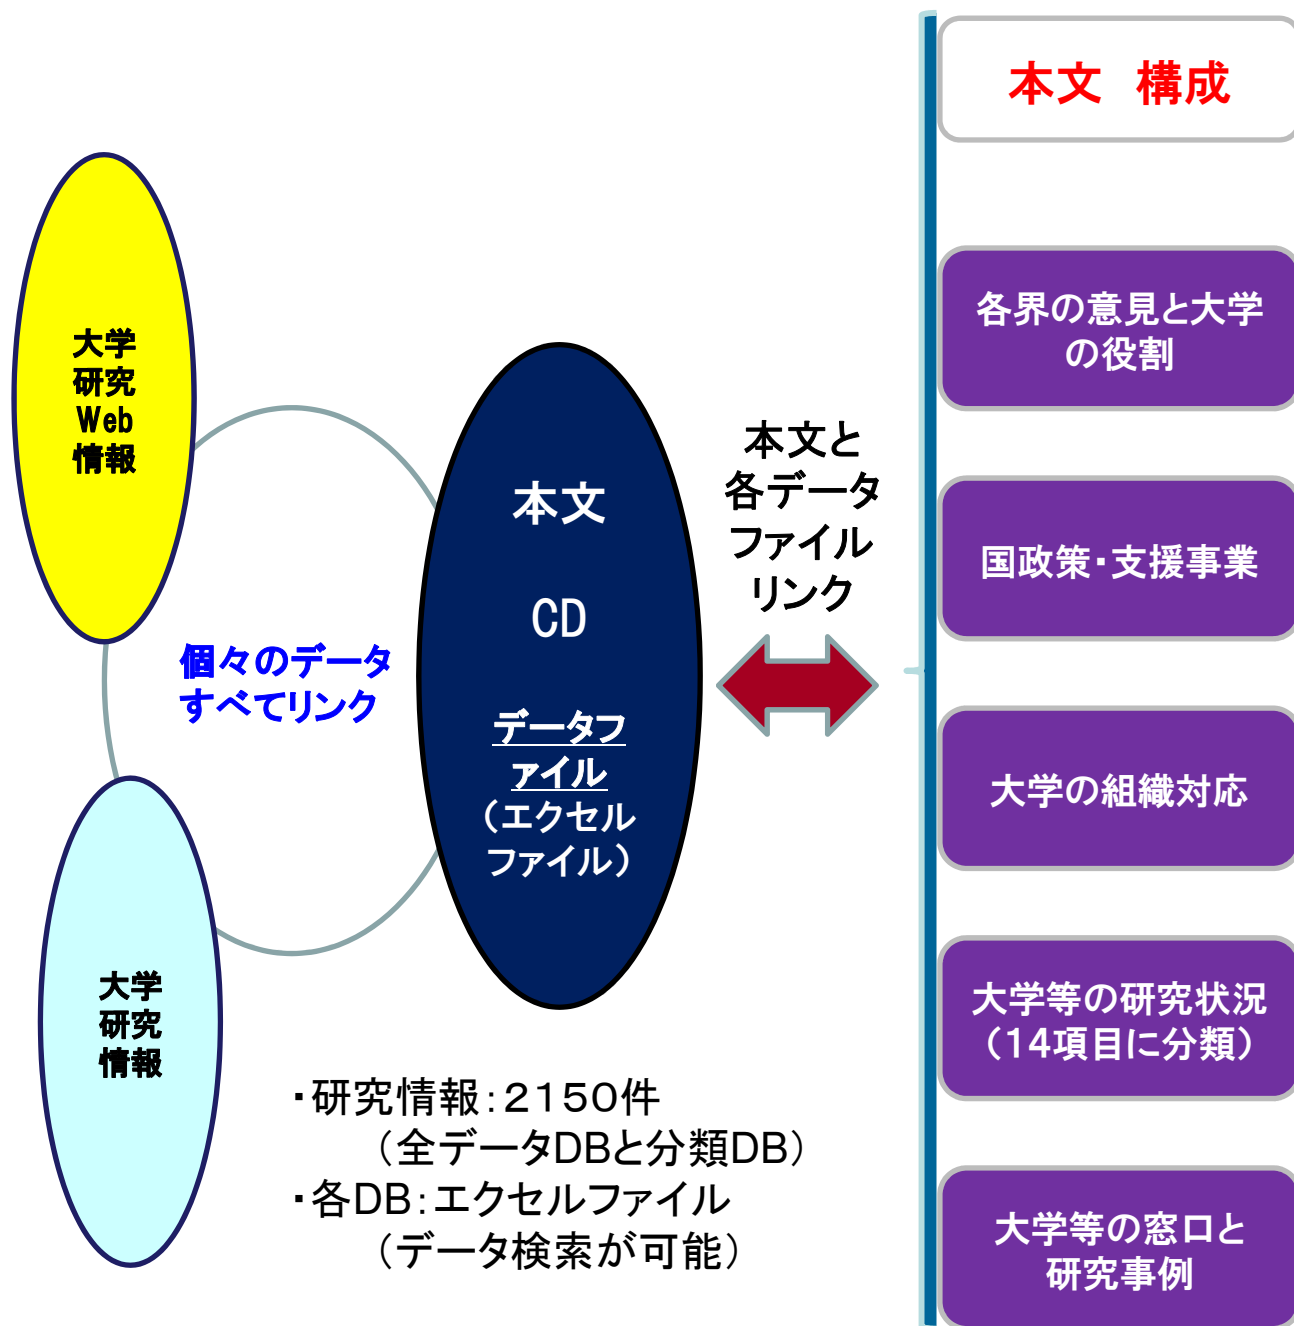 本文　構成
大学
研究
Web
情報
各界の意見と大学
の役割
本文
CD
データフ
ァイル
（エクセル
ファイル）
本文と
各データ
ファイル
リンク
国政策・支援事業
個々のデータ
すべてリンク
大学の組織対応
大学
研究
情報
大学等の研究状況
（14項目に分類）
・研究情報：２１５０件
（全データDBと分類DB）
・各DB：エクセルファイル
（データ検索が可能）
大学等の窓口と
研究事例